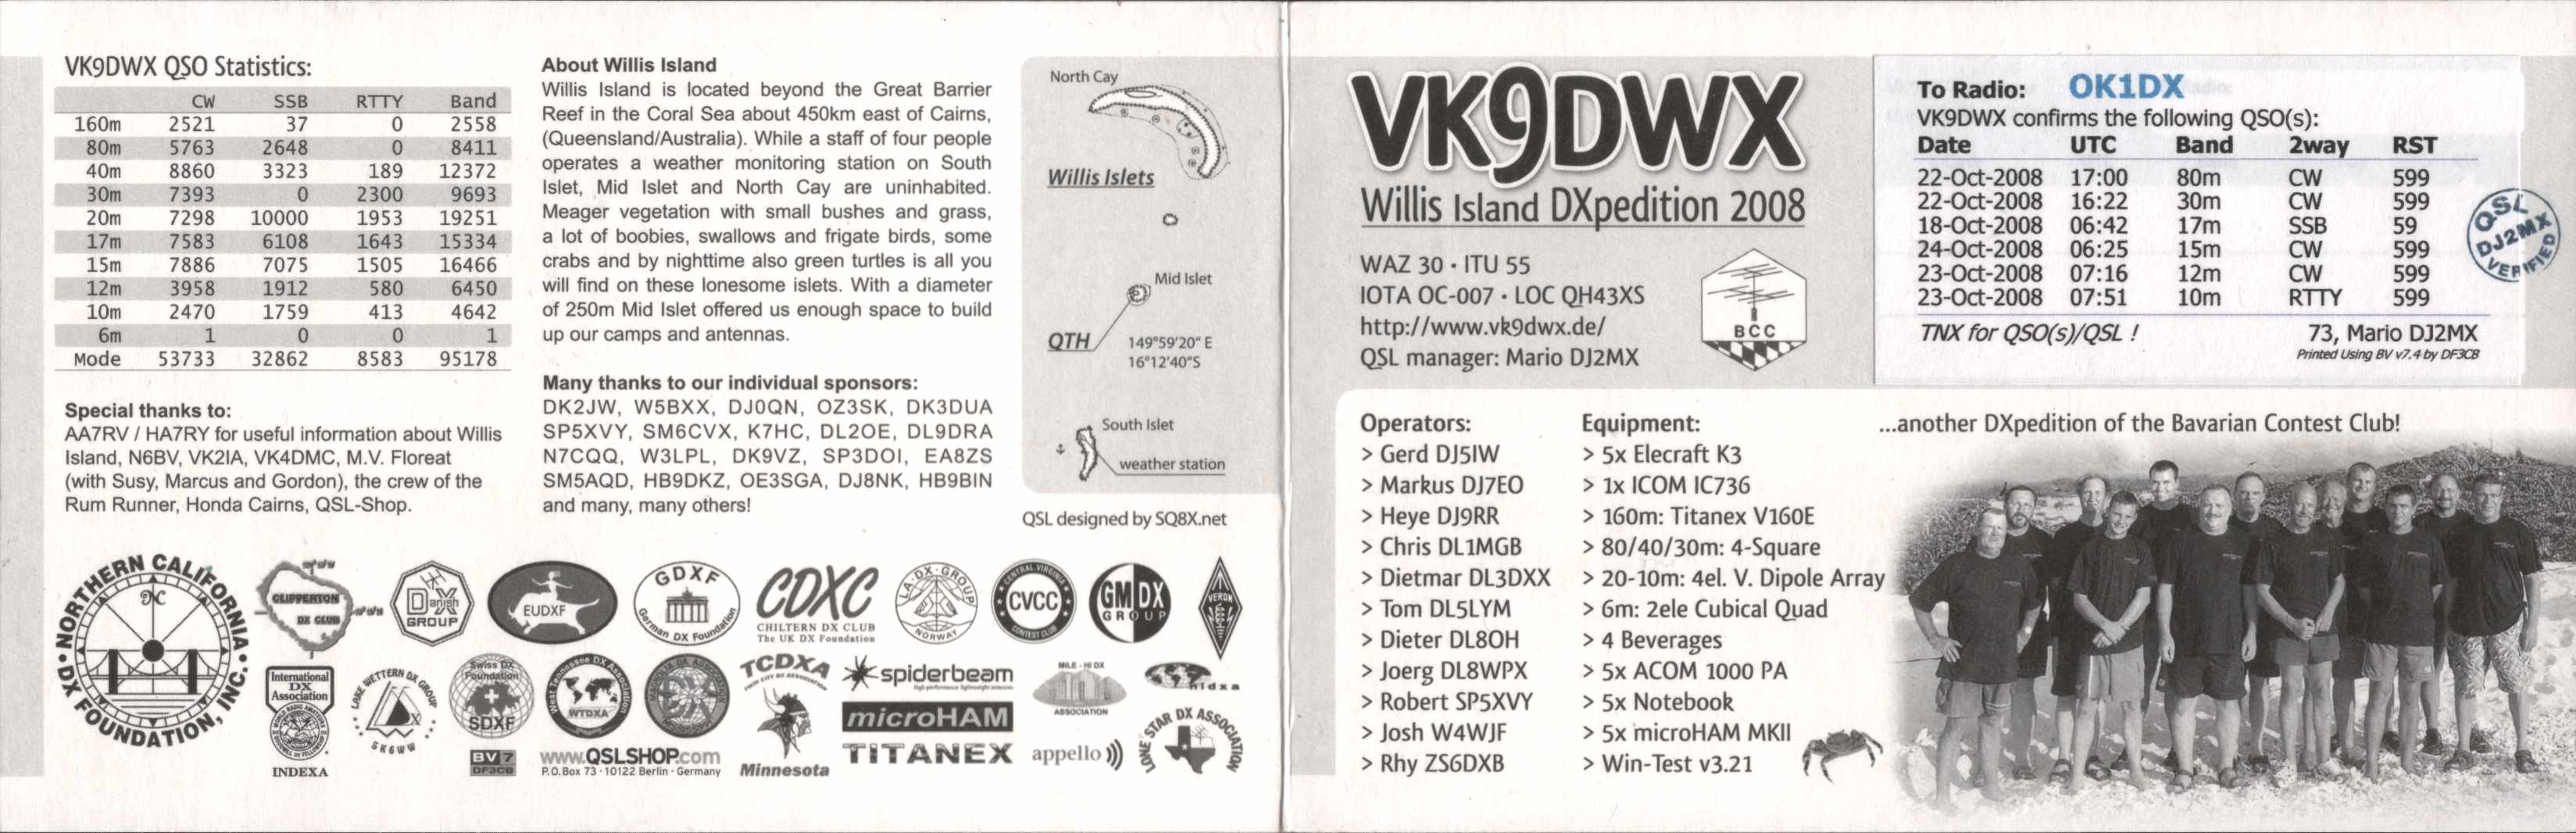 VK9DWX QSO Statistics:
CW SSB RTTY Band
160m 2521 37 0 2558
80m 5763 2648 0 8411
40m 8860 3323 189 12372
30m 7393 0 2300 9693
20m 7298 10000 1953 19251
17m 7583 6108 1643 15334
15m 7886 7075 1505 16466
12m 3958 1912 580 6450
10m 2470 1759 413 4642
6m 1 0 0 1
Mode 53733 32862 8583 95178
Special thanks to:
AA7RV / HA7RY for useful information about Willis
Island, N6BV, VK2IA, VK4DMC, M.V. Floreat
(with Susy, Marcus and Gordon), the crew of the
Rum Runner, Honda Cairns, QSL-Shop.
About Willis Island
Willis Island is located beyond the Great Barrier
Reef in the Coral Sea about 450km east of Cairns,
(Queensland/Australia). While a staff of four people
operates a weather monitoring station on South
Islet, Mid Islet and North Cay are uninhabited.
Meager vegetation with small bushes and grass,
a lot of boobies, swallows and frigate birds, some
crabs and by nighttime also green turtles is all you
will find on these lonesome islets. With a diameter
of 250m Mid Islet offered us enough space to build
up our camps and antennas.
Many thanks to our individual sponsors:
DK2JW, W5BXX, DJ0QN, OZ3SK, DK3DUA
SP5XVY, SM6CVX, K7HC, DL2OE, DL9DRA
N7CQQ, W3LPL, DK9VZ, SP3DOI, EA8ZS
SM5AQD, HB9DKZ, OE3SGA, DJ8NK, HB9BIN
and many, many others!
North Cay
Willis Islets
Mid Islet
QTH
149°59'20" E
16°12'40"S
South Islet
weather station
QSL designed by SQ8X.net
NORTHERN CALIFORNIA DX FOUNDATION, INC.
CLIPPERTON
DX CLUB
DX
Danish
GROUP
EUDXF
GDXF
German DX Foundation
CDXC
CHILTERN DX CLUB
The UK DX Foundation
LA-DX-GROUP
NORWAY
CENTRAL VIRGINIA
CVCC
CONTEST CLUB
GMDX
GROUP
VERON
International
DX
Association
INDEXA
LAKE WETTERN DX GROUP
SK6WW
Swiss DX
Foundation
SDXF
West Tennessee DX Association
WTDXA
TCDXA
TWIN CITY DX ASSOCIATION
Minnesota
spiderbeam
high performance lightweight antennas
microHAM
TITANEX
MILE-HI DX
ASSOCIATION
appello
LONE STAR DX ASSOCIATION
BV 7
DF3CB
www.QSLSHOP.com
P.O.Box 73 · 10122 Berlin · Germany
VK9DWX
Willis Island DXpedition 2008
WAZ 30 · ITU 55
IOTA OC-007 · LOC QH43XS
http://www.vk9dwx.de/
QSL manager: Mario DJ2MX
BCC
To Radio: OK1DX
VK9DWX confirms the following QSO(s):
Date UTC Band 2way RST
22-Oct-2008 17:00 80m CW 599
22-Oct-2008 16:22 30m CW 599
18-Oct-2008 06:42 17m SSB 59
24-Oct-2008 06:25 15m CW 599
23-Oct-2008 07:16 12m CW 599
23-Oct-2008 07:51 10m RTTY 599
TNX for QSO(s)/QSL !
73, Mario DJ2MX
Printed Using BV v7.4 by DF3CB
QSL
DJ2MX
VERIFIED
Operators:
> Gerd DJ5IW
> Markus DJ7EO
> Heye DJ9RR
> Chris DL1MGB
> Dietmar DL3DXX
> Tom DL5LYM
> Dieter DL8OH
> Joerg DL8WPX
> Robert SP5XVY
> Josh W4WJF
> Rhy ZS6DXB
Equipment:
> 5x Elecraft K3
> 1x ICOM IC736
> 160m: Titanex V160E
> 80/40/30m: 4-Square
> 20-10m: 4el. V. Dipole Array
> 6m: 2ele Cubical Quad
> 4 Beverages
> 5x ACOM 1000 PA
> 5x Notebook
> 5x microHAM MKII
> Win-Test v3.21
...another DXpedition of the Bavarian Contest Club!